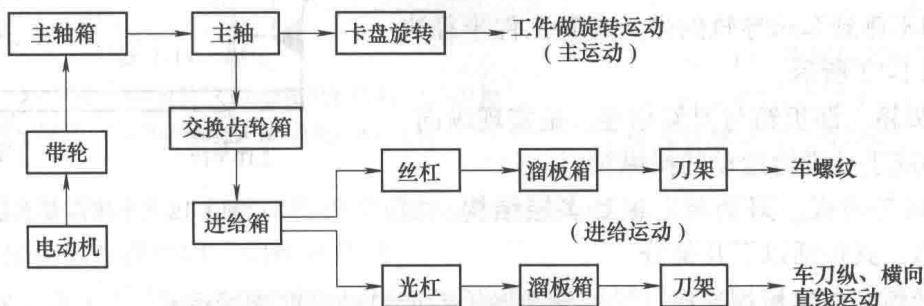 主轴箱
主轴
卡盘旋转
工件做旋转运动
(主运动)
交换齿轮箱
带轮
丝杠
溜板箱
刀架
车螺纹
进给箱
(进给运动)
电动机
光杠
溜板箱
刀架
车刀纵、横向
直线运动